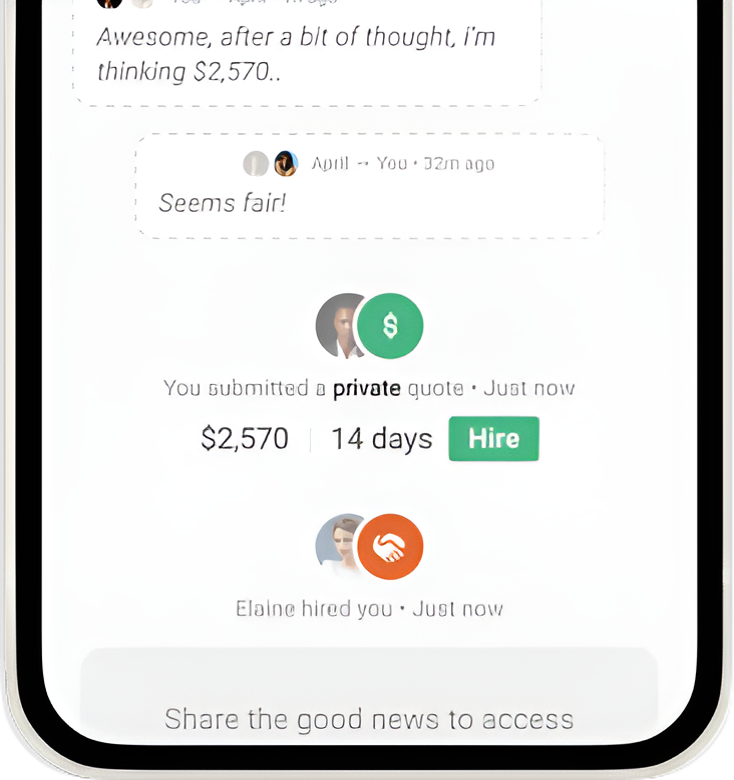 Awesome, after a bit of thought, i'm
thinking $2,570..
April → You • 32m ago
Seems fair!
$
You submitted a private quote • Just now
$2,570 | 14 days Hire
Elaine hired you • Just now
Share the good news to access